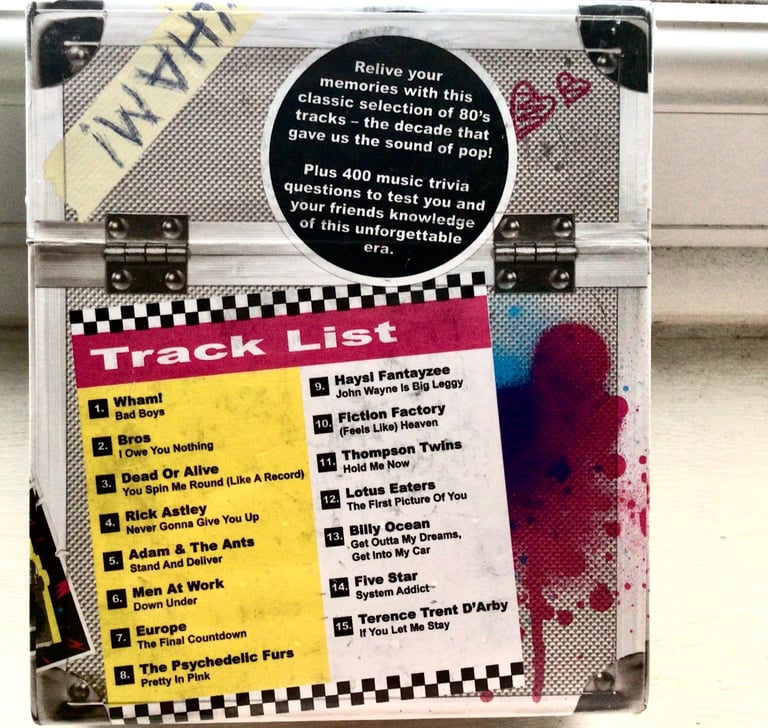 WHAM!
Relive your
memories with this
classic selection of 80's
tracks – the decade that
gave us the sound of pop!
Plus 400 music trivia
questions to test you and
your friends knowledge
of this unforgettable
era.
Track List
1. Wham!
Bad Boys
2. Bros
I Owe You Nothing
3. Dead Or Alive
You Spin Me Round (Like A Record)
4. Rick Astley
Never Gonna Give You Up
5. Adam & The Ants
Stand And Deliver
6. Men At Work
Down Under
7. Europe
The Final Countdown
8. The Psychedelic Furs
Pretty In Pink
9. Haysi Fantayzee
John Wayne Is Big Leggy
10. Fiction Factory
(Feels Like) Heaven
11. Thompson Twins
Hold Me Now
12. Lotus Eaters
The First Picture Of You
13. Billy Ocean
Get Outta My Dreams,
Get Into My Car
14. Five Star
System Addict
15. Terence Trent D'Arby
If You Let Me Stay